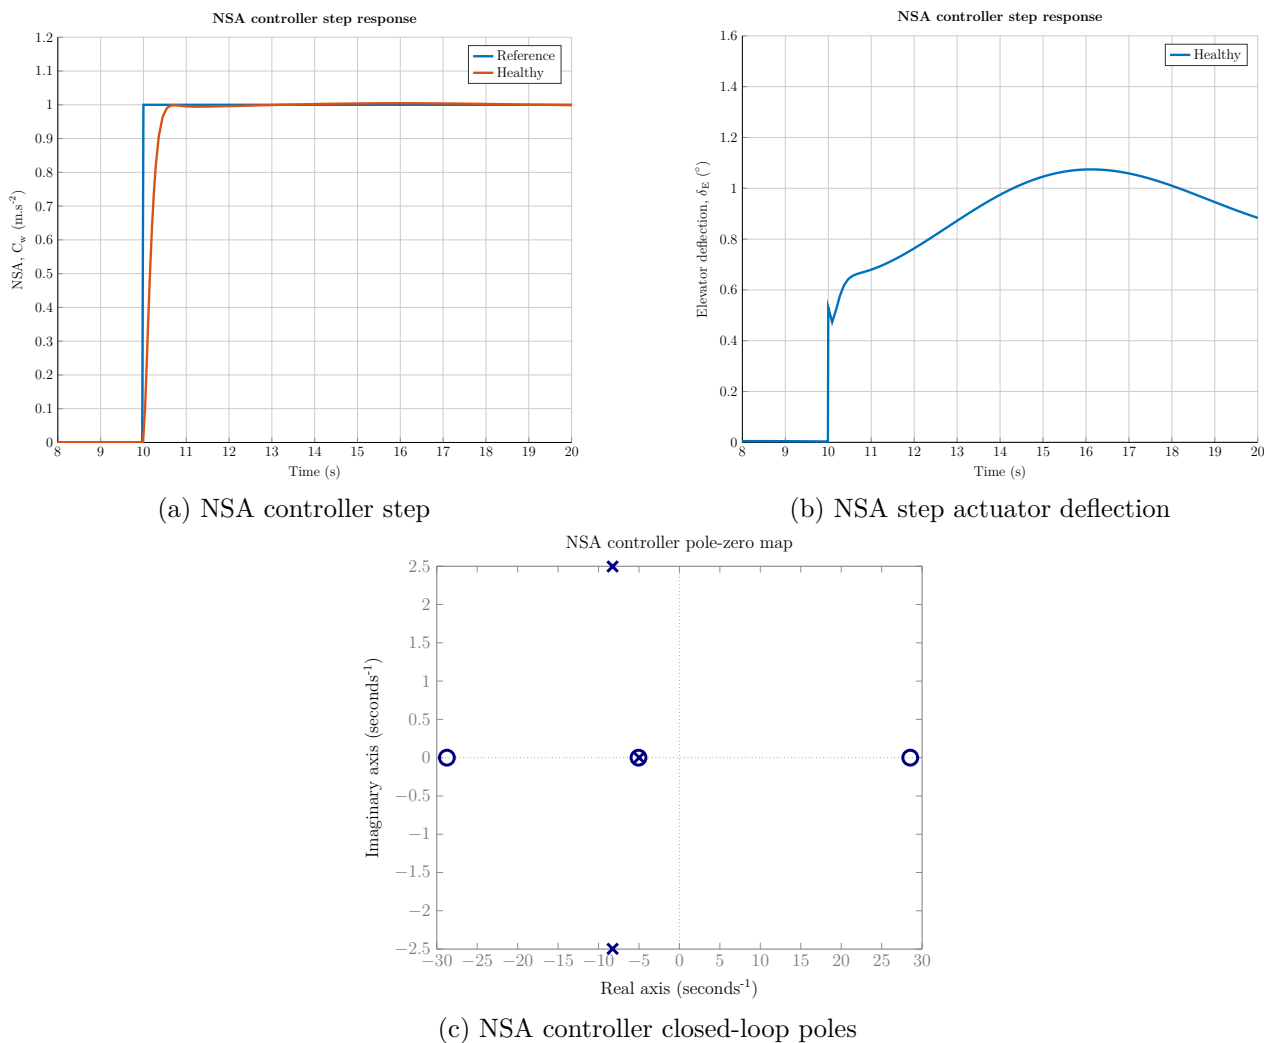 NSA controller step response
1.2
1.1
1
0.9
0.8
0.7
0.6
0.5
0.4
0.3
0.2
0.1
0
NSA, C_w (m.s^-2)
Reference
Healthy
8 9 10 11 12 13 14 15 16 17 18 19 20
Time (s)
(a) NSA controller step
NSA controller step response
1.6
1.4
1.2
1
0.8
0.6
0.4
0.2
0
Elevator deflection, δ_E (°)
Healthy
8 9 10 11 12 13 14 15 16 17 18 19 20
Time (s)
(b) NSA step actuator deflection
NSA controller pole-zero map
2.5
2
1.5
1
0.5
0
−0.5
−1
−1.5
−2
−2.5
Imaginary axis (seconds^-1)
−30 −25 −20 −15 −10 −5 0 5 10 15 20 25 30
Real axis (seconds^-1)
(c) NSA controller closed-loop poles